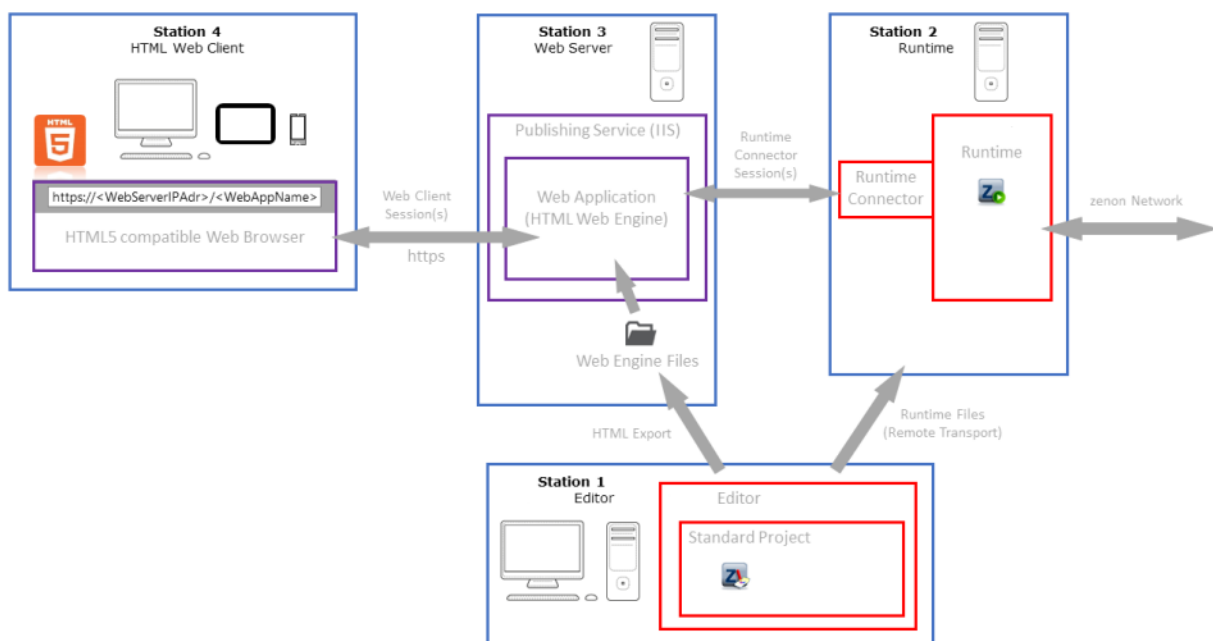 Station 4
HTML Web Client
HTML
5
https://<WebServerIPAdr>/<WebAppName>
HTML5 compatible Web Browser
Web Client
Session(s)
https
Station 3
Web Server
Publishing Service (IIS)
Web Application
(HTML Web Engine)
Web Engine Files
Runtime
Connector
Session(s)
Station 2
Runtime
Runtime
Connector
Runtime
Z
zenon Network
HTML Export
Runtime Files
(Remote Transport)
Station 1
Editor
Editor
Standard Project
Z